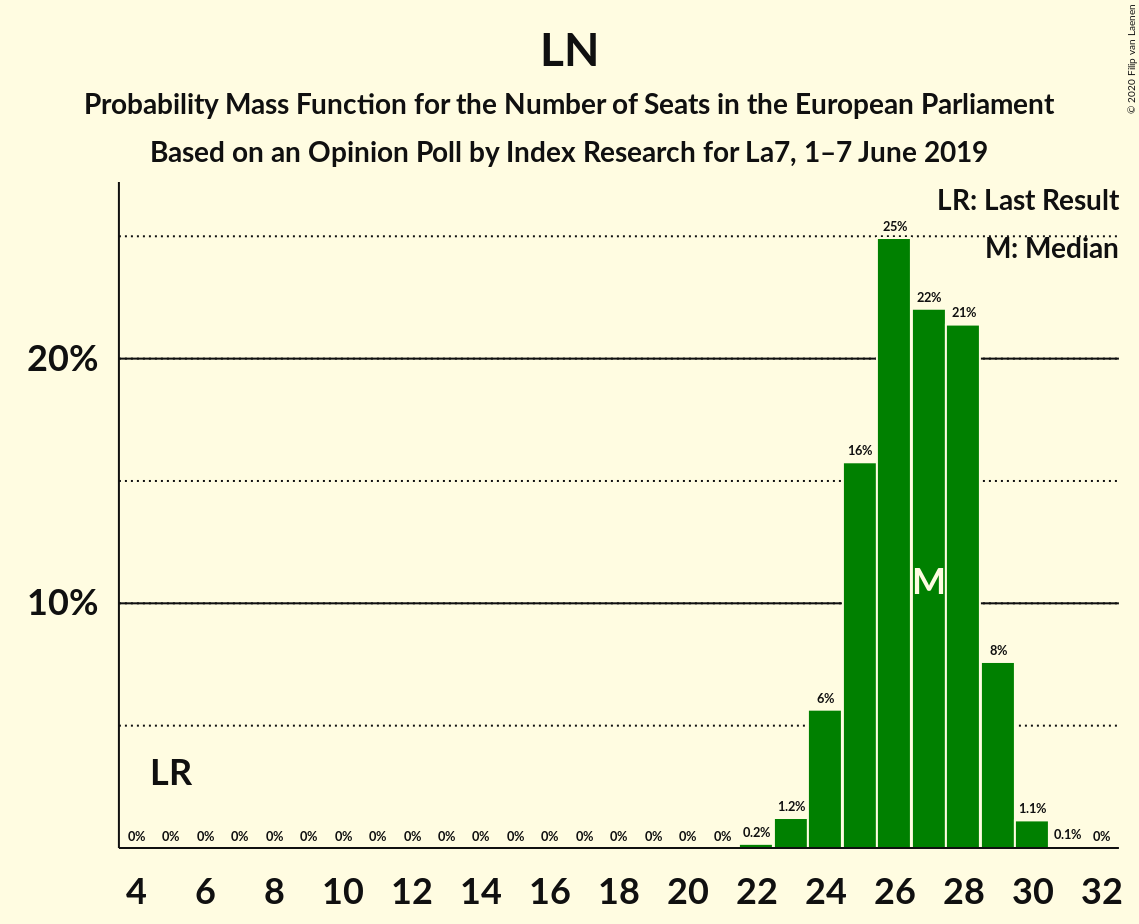 LN
Probability Mass Function for the Number of Seats in the European Parliament
Based on an Opinion Poll by Index Research for La7, 1–7 June 2019
© 2020 Filip van Laenen
LR: Last Result
M: Median
25%
22%
21%
20%
16%
M
10%
8%
6%
LR
0% 0% 0% 0% 0% 0% 0% 0% 0% 0% 0% 0% 0% 0% 0% 0% 0% 0% 0.2% 1.2% 1.1% 0.1% 0%
4 6 8 10 12 14 16 18 20 22 24 26 28 30 32